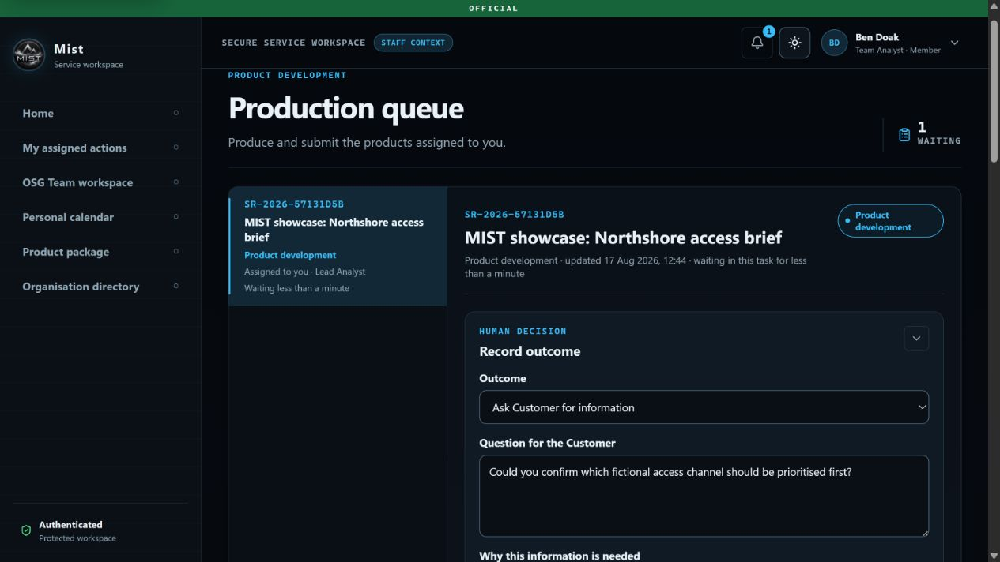 OFFICIAL
MIST
Mist
Service workspace
Home
My assigned actions
OSG Team workspace
Personal calendar
Product package
Organisation directory
Authenticated
Protected workspace
SECURE SERVICE WORKSPACE
STAFF CONTEXT
1
BD
Ben Doak
Team Analyst · Member
PRODUCT DEVELOPMENT
Production queue
Produce and submit the products assigned to you.
1
WAITING
SR-2026-57131D5B
MIST showcase: Northshore access
brief
Product development
Assigned to you · Lead Analyst
Waiting less than a minute
SR-2026-57131D5B
MIST showcase: Northshore access brief
Product development · updated 17 Aug 2026, 12:44 · waiting in this task for less
than a minute
Product
development
HUMAN DECISION
Record outcome
Outcome
Ask Customer for information
Question for the Customer
Could you confirm which fictional access channel should be prioritised first?
Why this information is needed